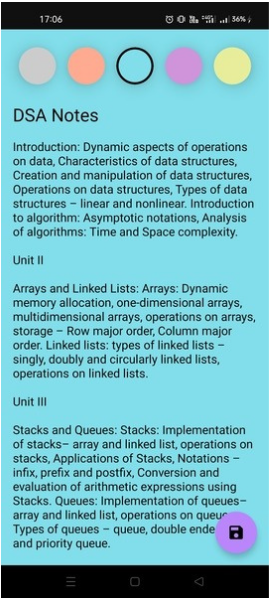 17:06
36%
DSA Notes
Introduction: Dynamic aspects of operations
on data, Characteristics of data structures,
Creation and manipulation of data structures,
Operations on data structures, Types of data
structures – linear and nonlinear. Introduction
to algorithm: Asymptotic notations, Analysis
of algorithms: Time and Space complexity.
Unit II
Arrays and Linked Lists: Arrays: Dynamic
memory allocation, one-dimensional arrays,
multidimensional arrays, operations on arrays,
storage – Row major order, Column major
order. Linked lists: types of linked lists –
singly, doubly and circularly linked lists,
operations on linked lists.
Unit III
Stacks and Queues: Stacks: Implementation
of stacks– array and linked list, operations on
stacks, Applications of Stacks, Notations –
infix, prefix and postfix, Conversion and
evaluation of arithmetic expressions using
Stacks. Queues: Implementation of queues–
array and linked list, operations on
Types of queues – queue, double
and priority queue.